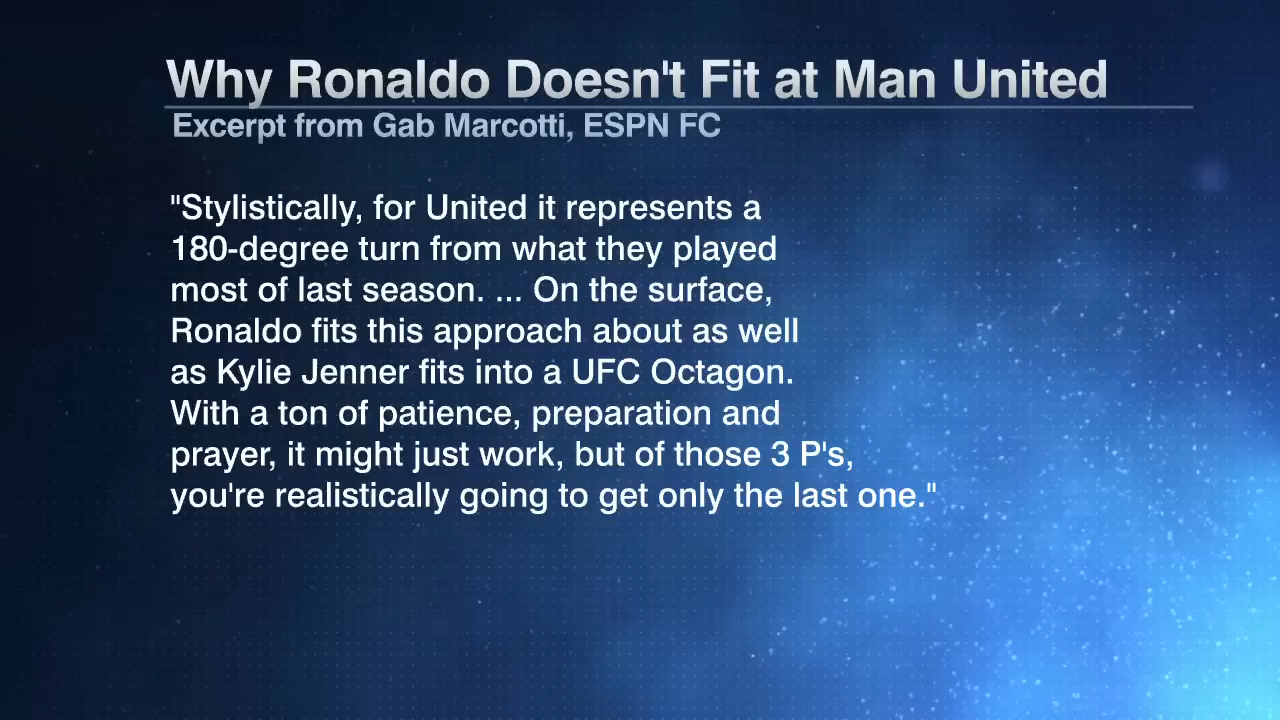 Why Ronaldo Doesn't Fit at Man United
Excerpt from Gab Marcotti, ESPN FC
"Stylistically, for United it represents a
180-degree turn from what they played
most of last season. ... On the surface,
Ronaldo fits this approach about as well
as Kylie Jenner fits into a UFC Octagon.
With a ton of patience, preparation and
prayer, it might just work, but of those 3 P's,
you're realistically going to get only the last one."